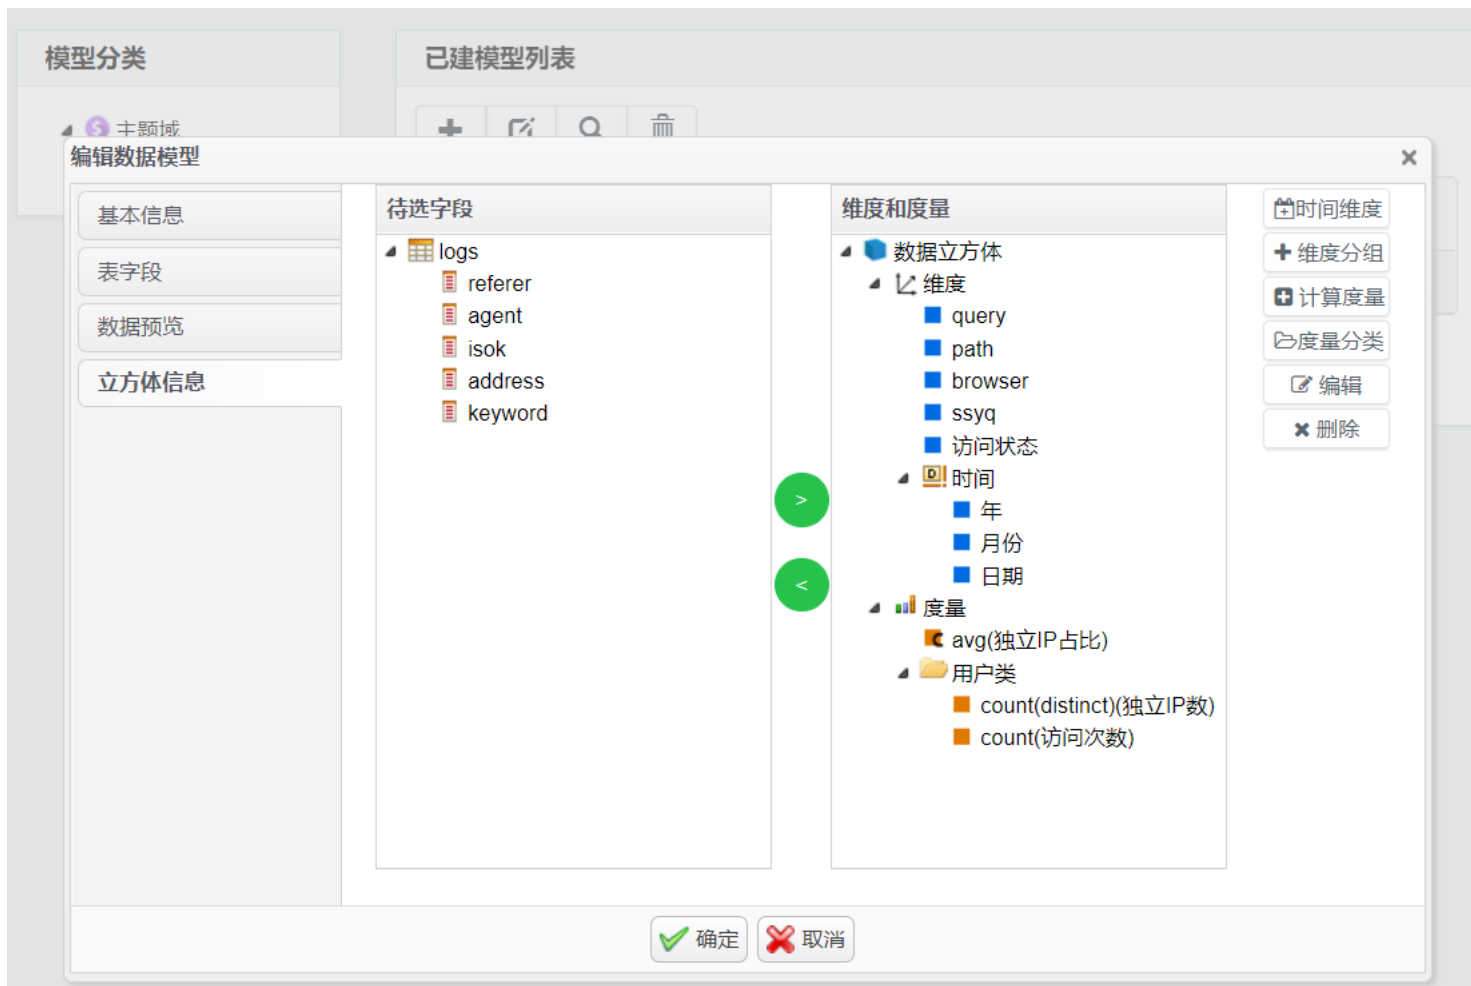 模型分类
已建模型列表
主题域
编辑数据模型
基本信息
表字段
数据预览
立方体信息
待选字段
logs
referer
agent
isok
address
keyword
>
<
维度和度量
数据立方体
维度
query
path
browser
ssyq
访问状态
时间
年
月份
日期
度量
avg(独立IP占比)
用户类
count(distinct)(独立IP数)
count(访问次数)
时间维度
维度分组
计算度量
度量分类
编辑
删除
确定
取消